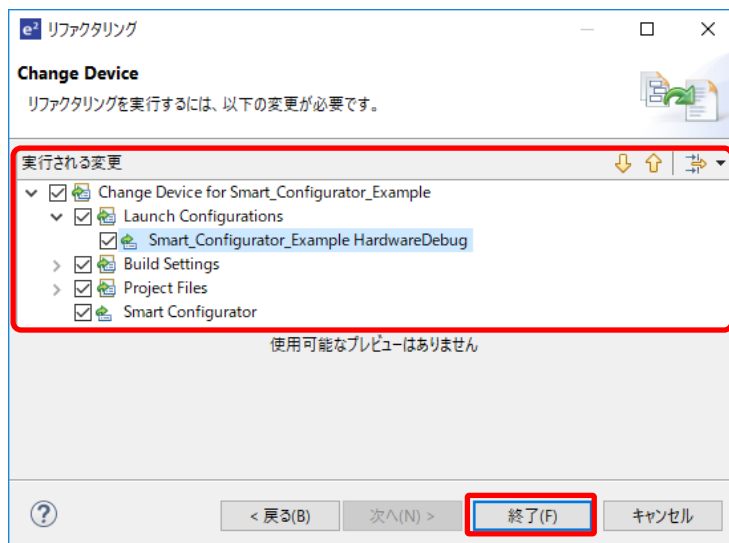 e² リファクタリング
Change Device
リファクタリングを実行するには、以下の変更が必要です。
実行される変更
Change Device for Smart_Configurator_Example
Launch Configurations
Smart_Configurator_Example HardwareDebug
Build Settings
Project Files
Smart Configurator
使用可能なプレビューはありません
? < 戻る(B) 次へ(N) > 終了(F) キャンセル